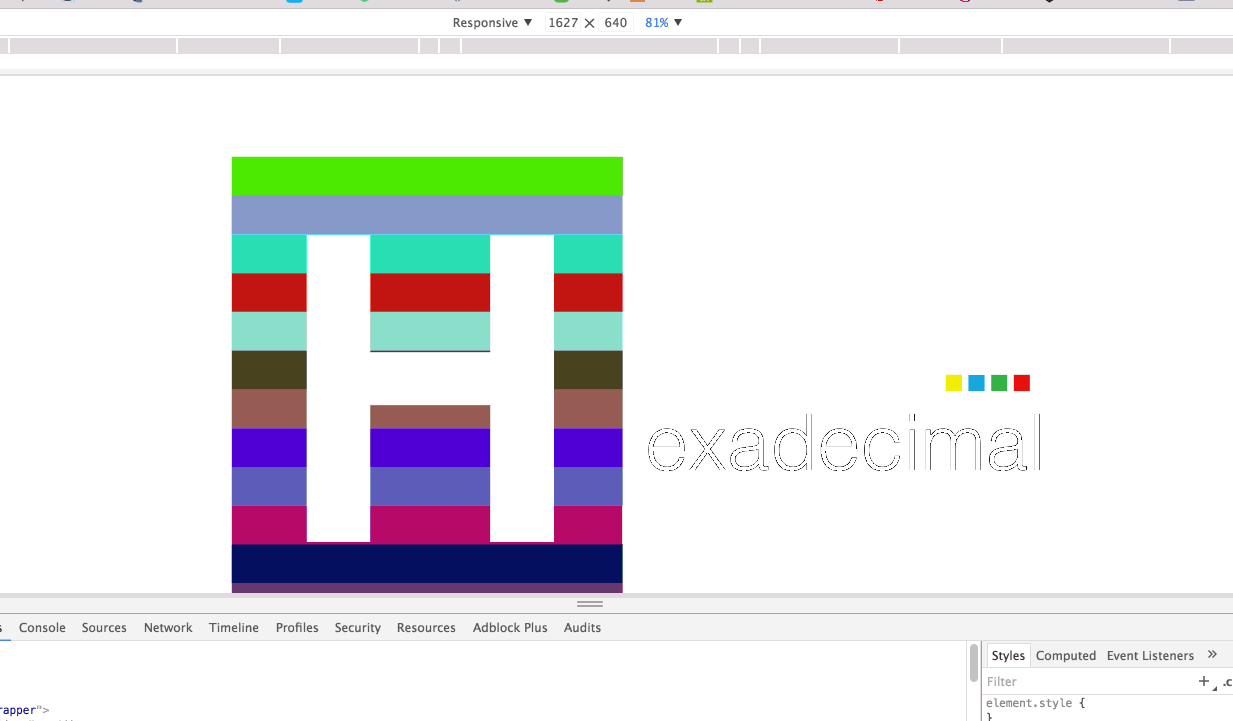 Responsive ▼ 1627 × 640 81% ▼
H
exadecimal
Console Sources Network Timeline Profiles Security Resources Adblock Plus Audits
Styles Computed Event Listeners »
Filter + .c
rapper">
element.style {
}